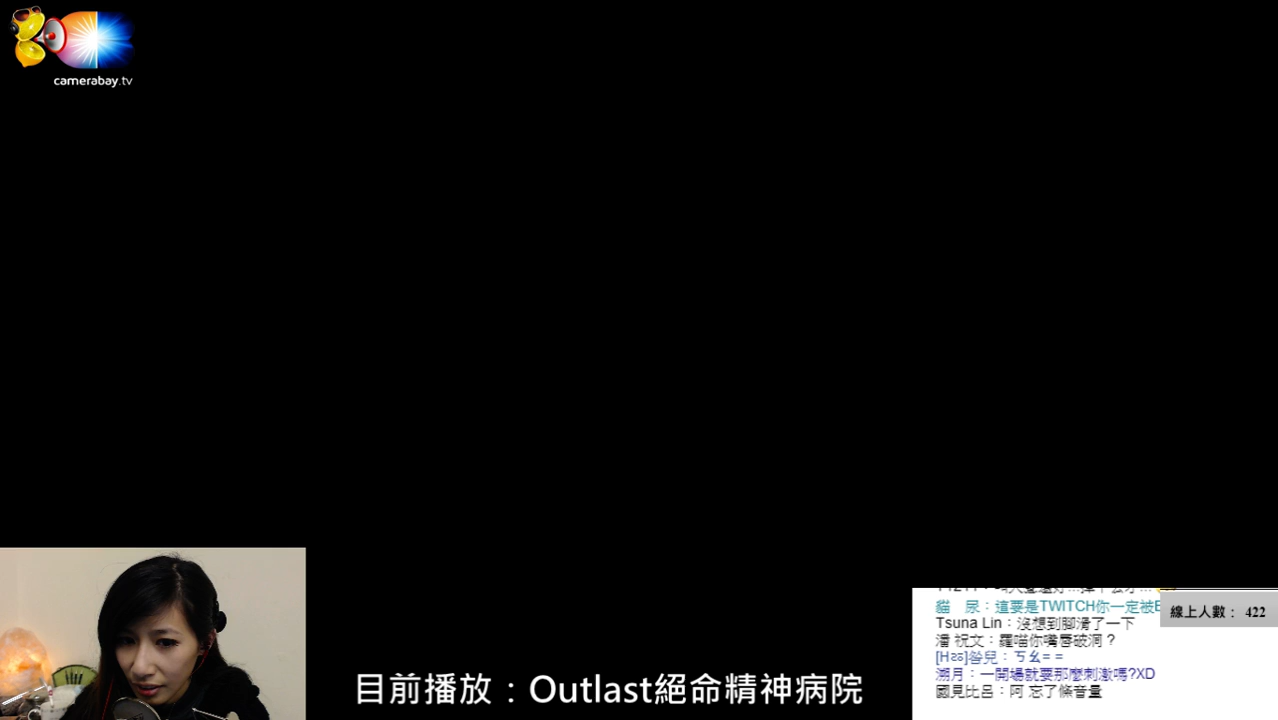 camerabay.tv
目前播放：Outlast絕命精神病院
貓　尿：這要是TWITCH你一定被
線上人數： 422
Tsuna Lin：沒想到腳滑了一下
潘 祝文：羅喵你嘴唇破洞？
兒：ㄎㄠ= =
溯月：一開場就要那麼刺激嗎?XD
園見比呂：阿 忘了條音量